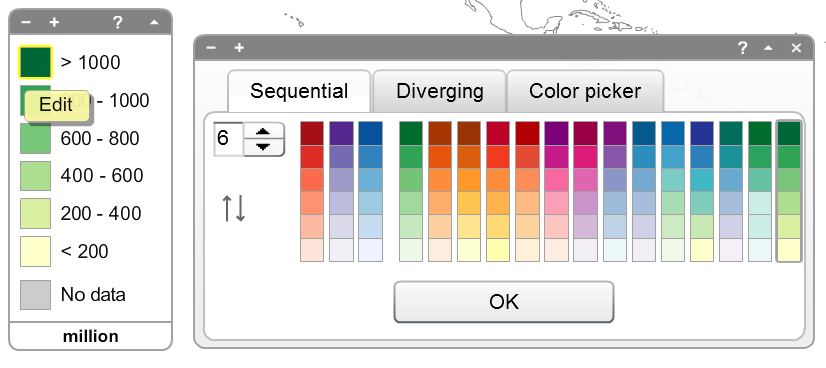 − + ?
> 1000
- 1000
Edit
600 - 800
400 - 600
200 - 400
< 200
No data
million
− + ? ×
Sequential
Diverging
Color picker
6
OK